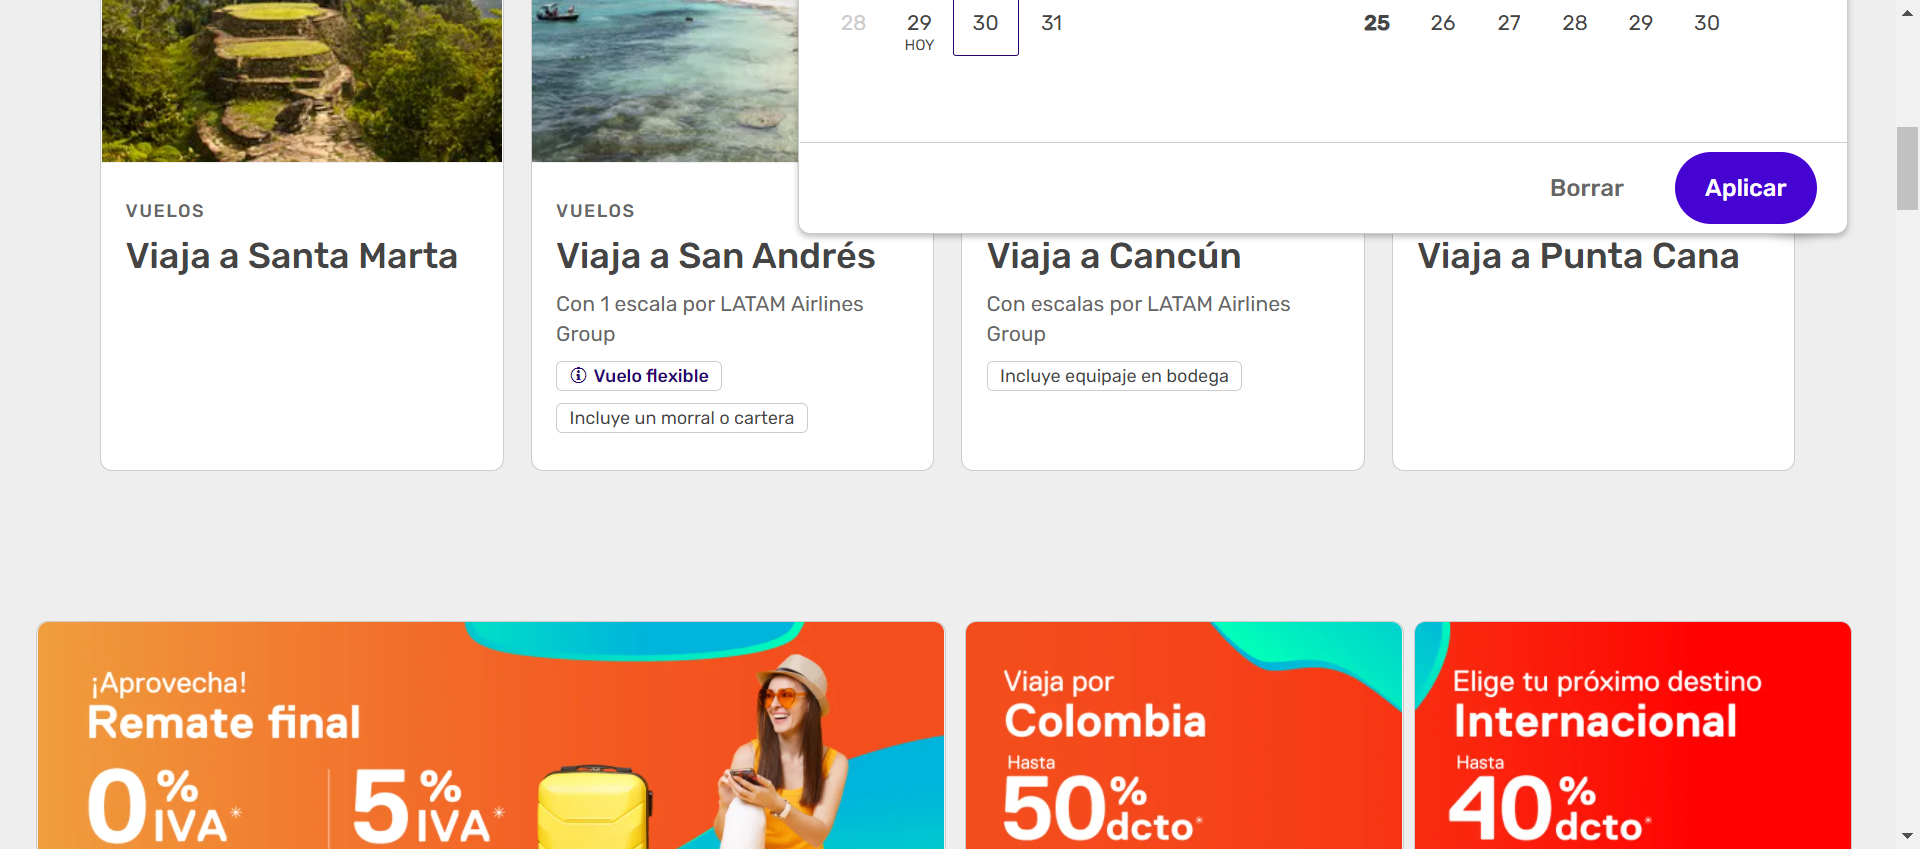 28 29 30 31
HOY
25 26 27 28 29 30
Borrar
Aplicar
VUELOS
Viaja a Santa Marta
VUELOS
Viaja a San Andrés
Con 1 escala por LATAM Airlines
Group
Vuelo flexible
Incluye un morral o cartera
Viaja a Cancún
Con escalas por LATAM Airlines
Group
Incluye equipaje en bodega
Viaja a Punta Cana
¡Aprovecha!
Remate final
0% IVA*
5% IVA*
Viaja por
Colombia
Hasta
50% dcto*
Elige tu próximo destino
Internacional
Hasta
40% dcto*